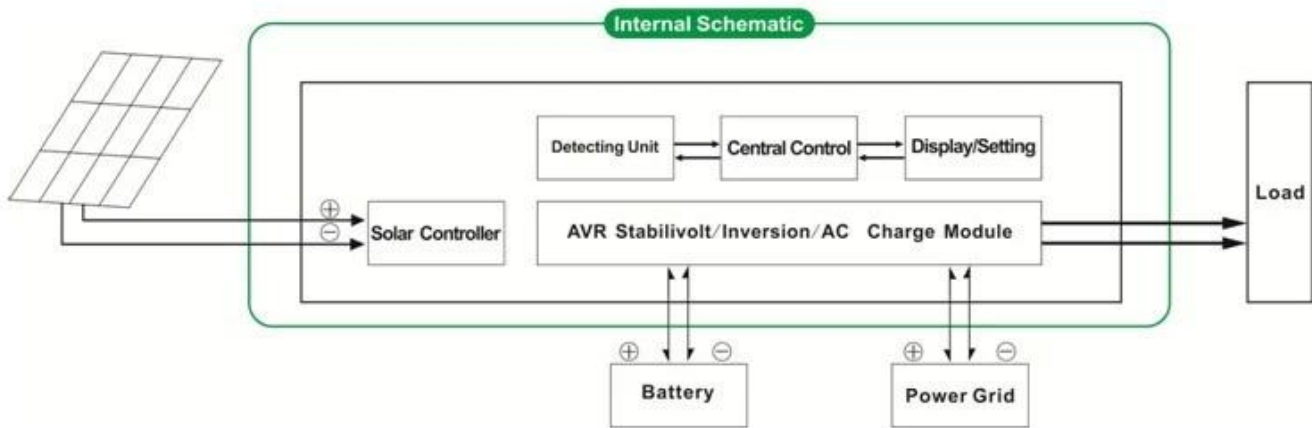 Internal Schematic
Detecting Unit
Central Control
Display/Setting
⊕
⊖
Solar Controller
AVR Stabilivolt/Inversion/AC Charge Module
Load
⊕ ⊖
Battery
⊕ ⊖
Power Grid